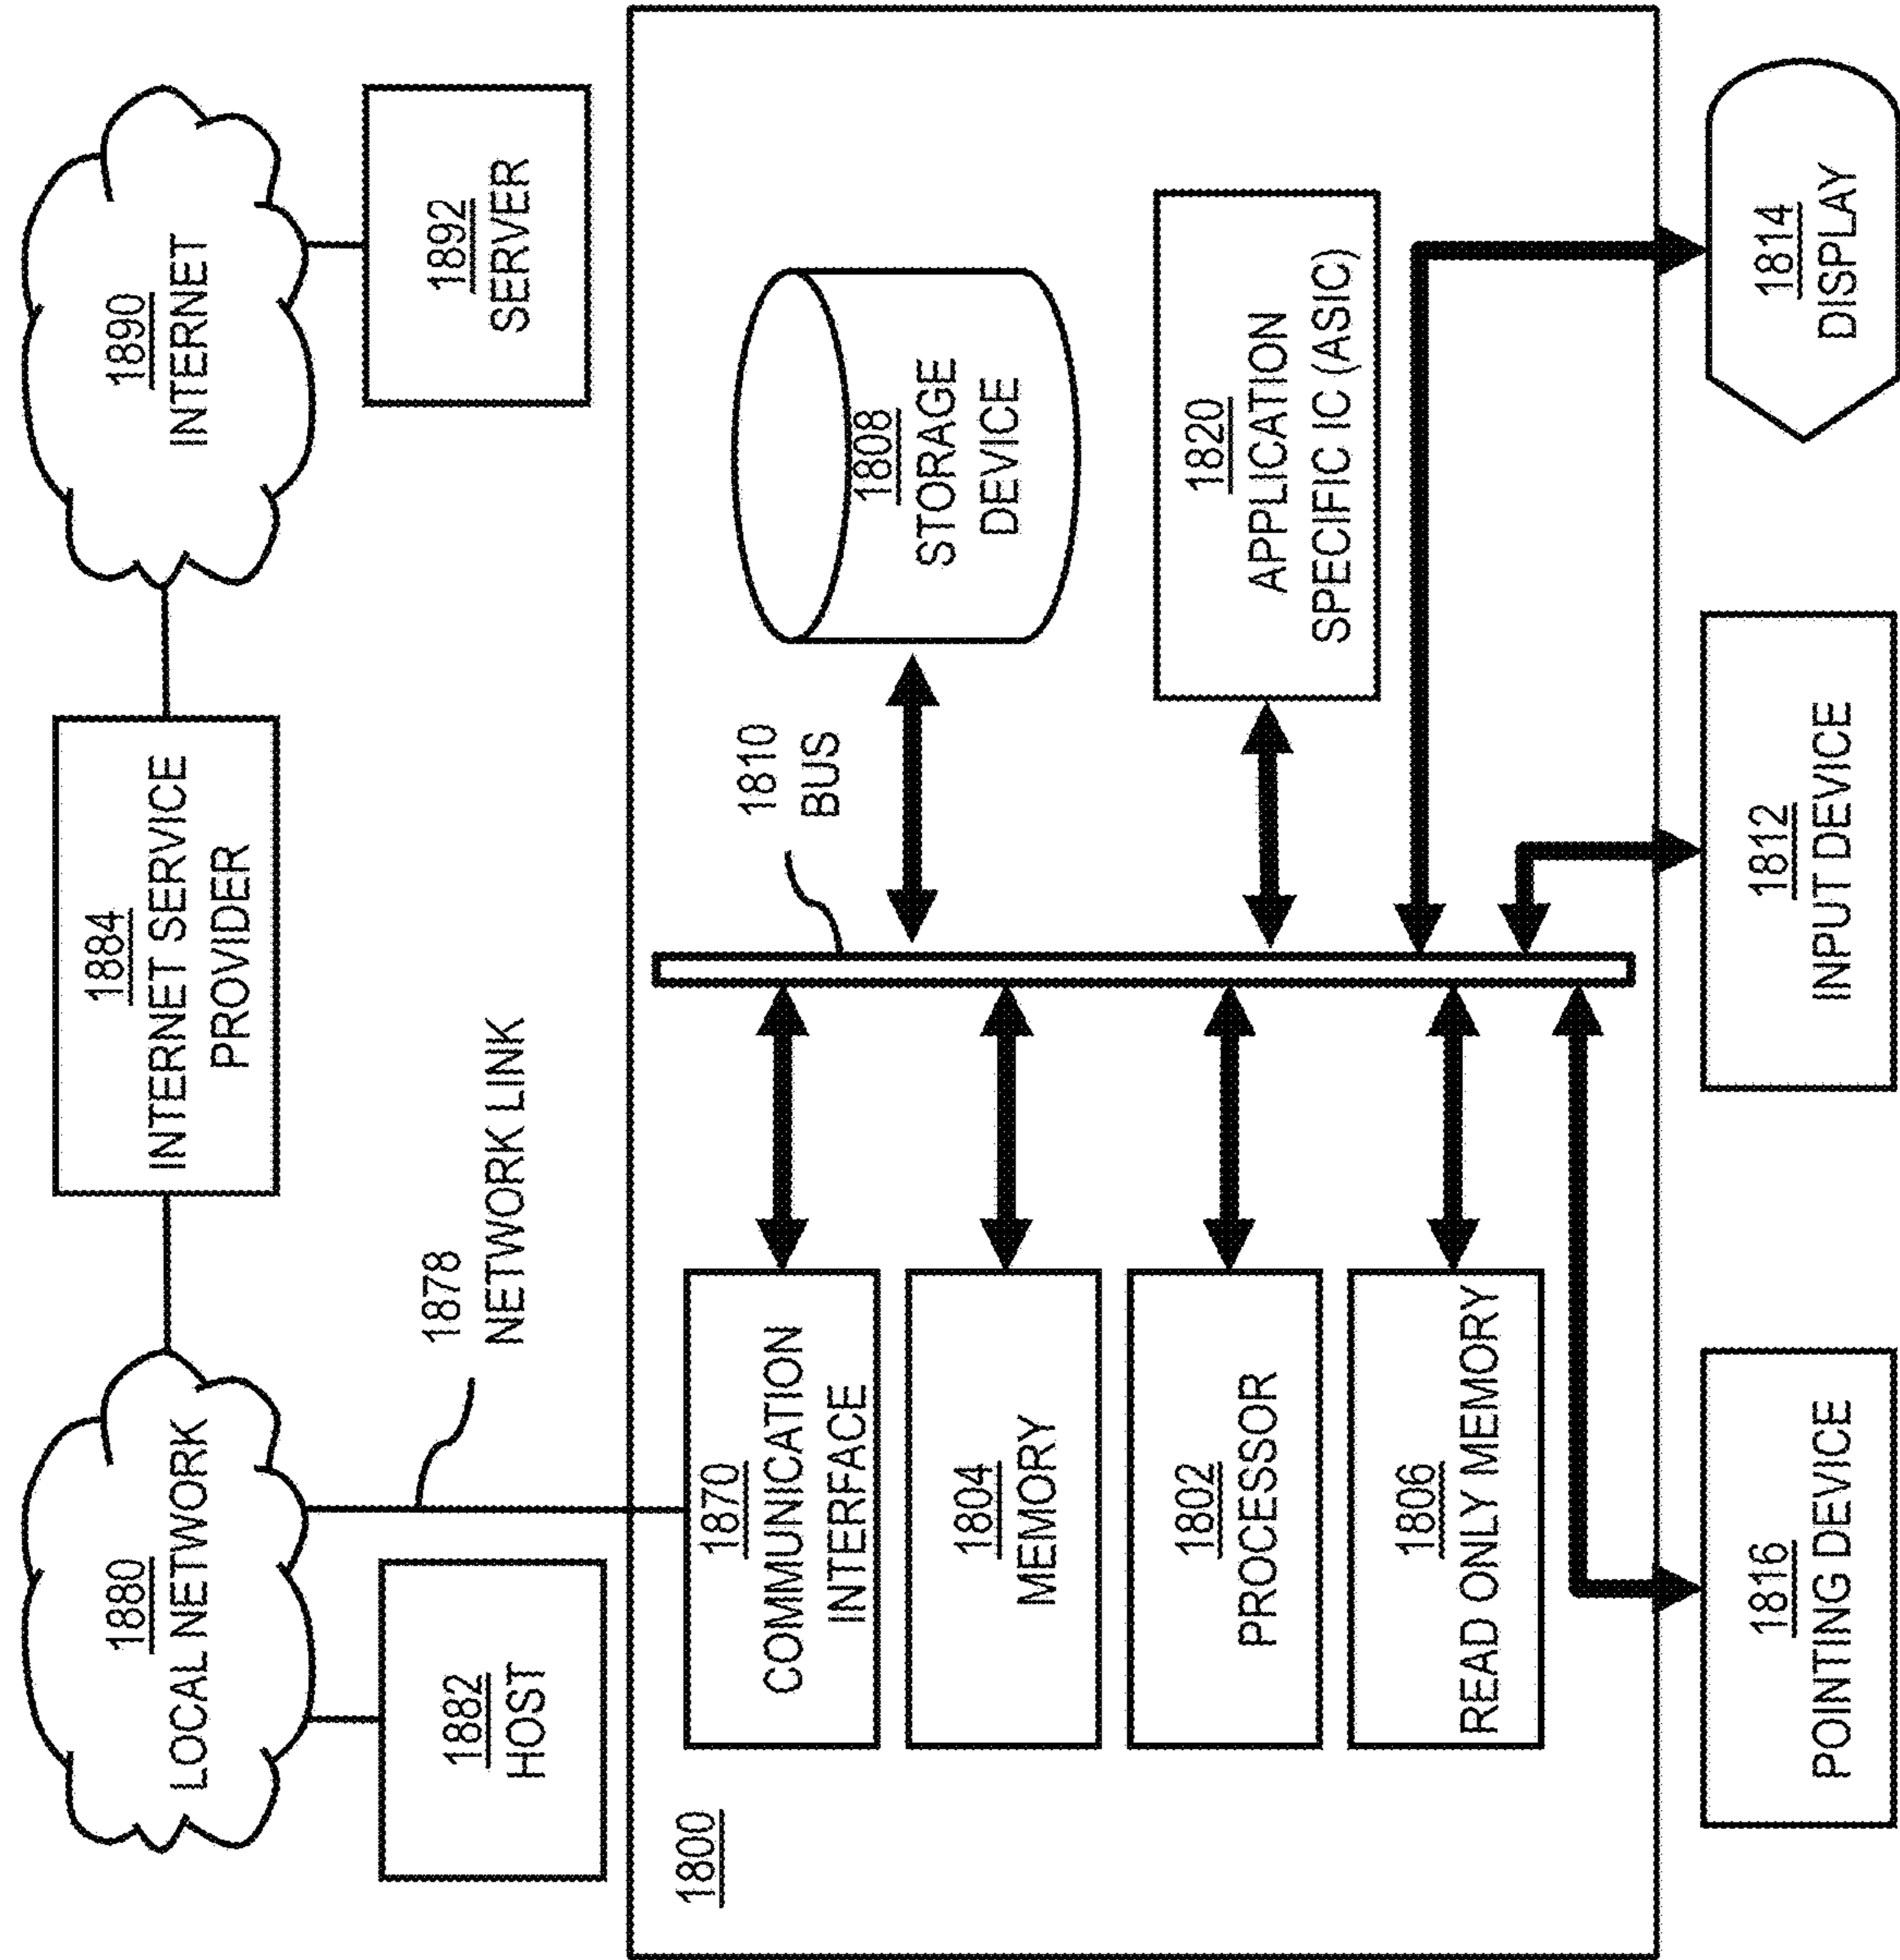 1880
LOCAL NETWORK
1884
INTERNET SERVICE
PROVIDER
1890
INTERNET
1882
HOST
1878
NETWORK LINK
1892
SERVER
1800
1870
COMMUNICATION
INTERFACE
1810
BUS
1808
STORAGE
DEVICE
1804
MEMORY
1802
PROCESSOR
1820
APPLICATION
SPECIFIC IC (ASIC)
1806
READ ONLY MEMORY
1816
POINTING DEVICE
1812
INPUT DEVICE
1814
DISPLAY